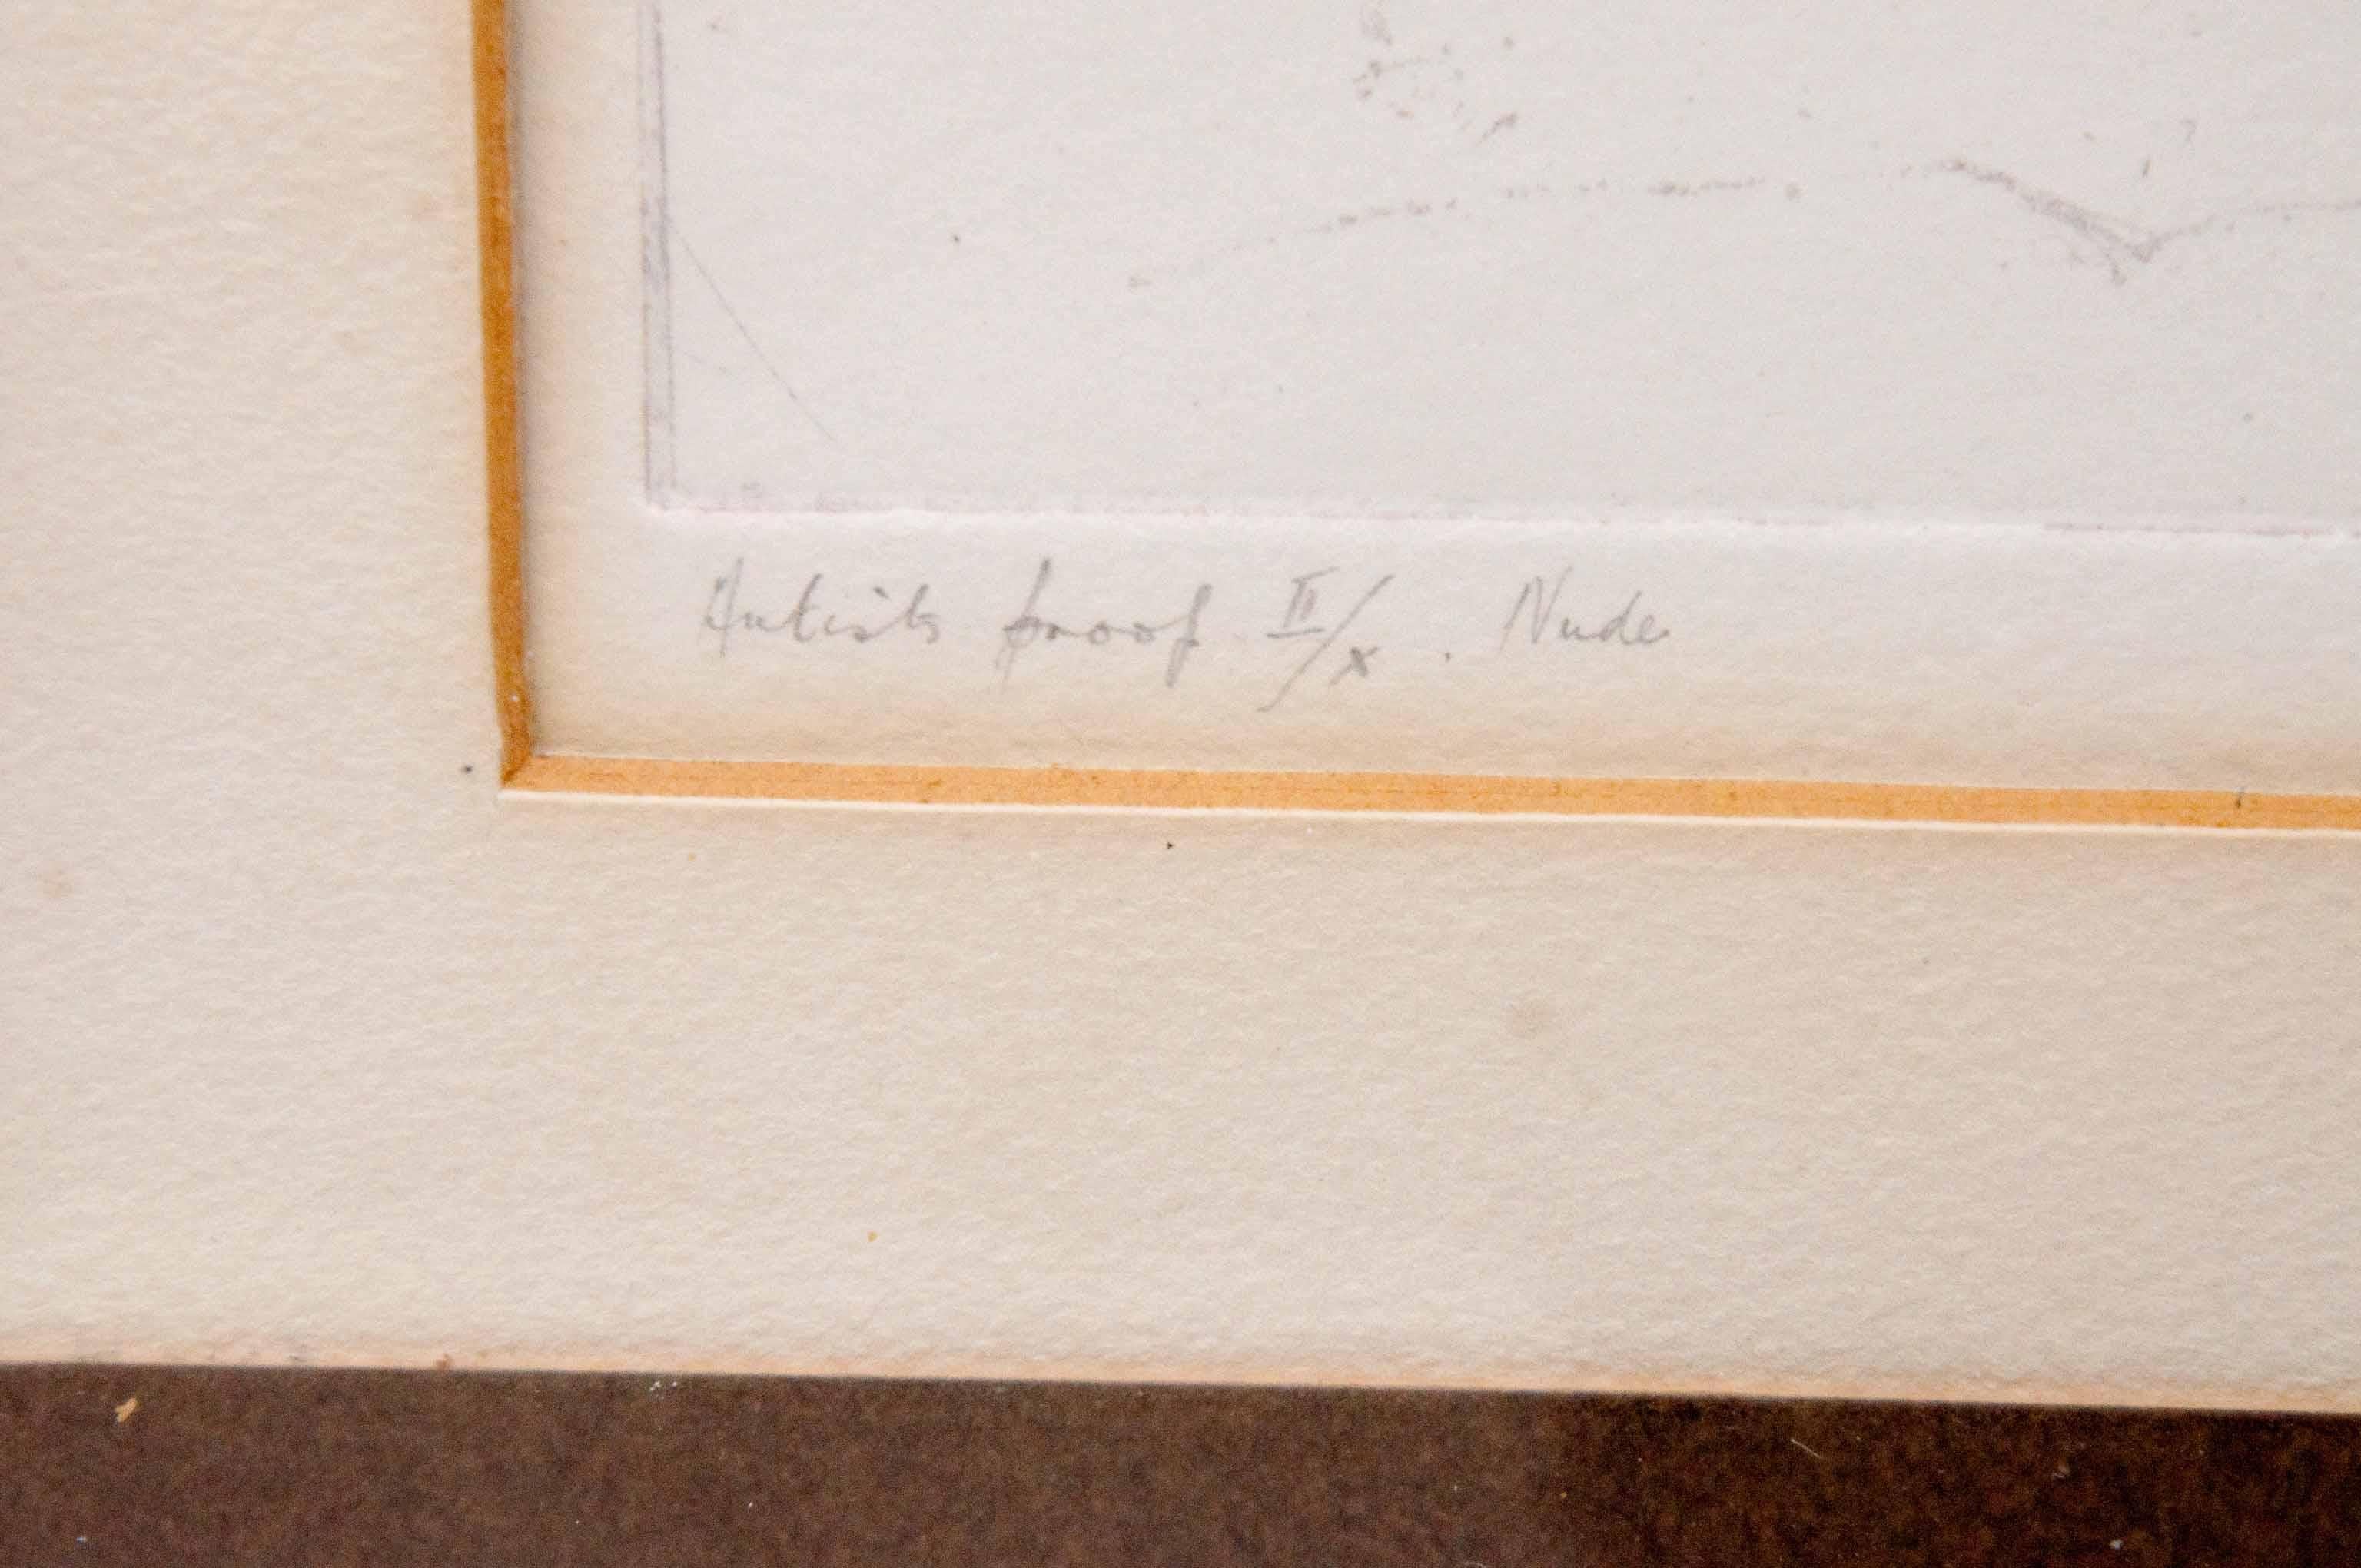 Artists proof II/x . Nude